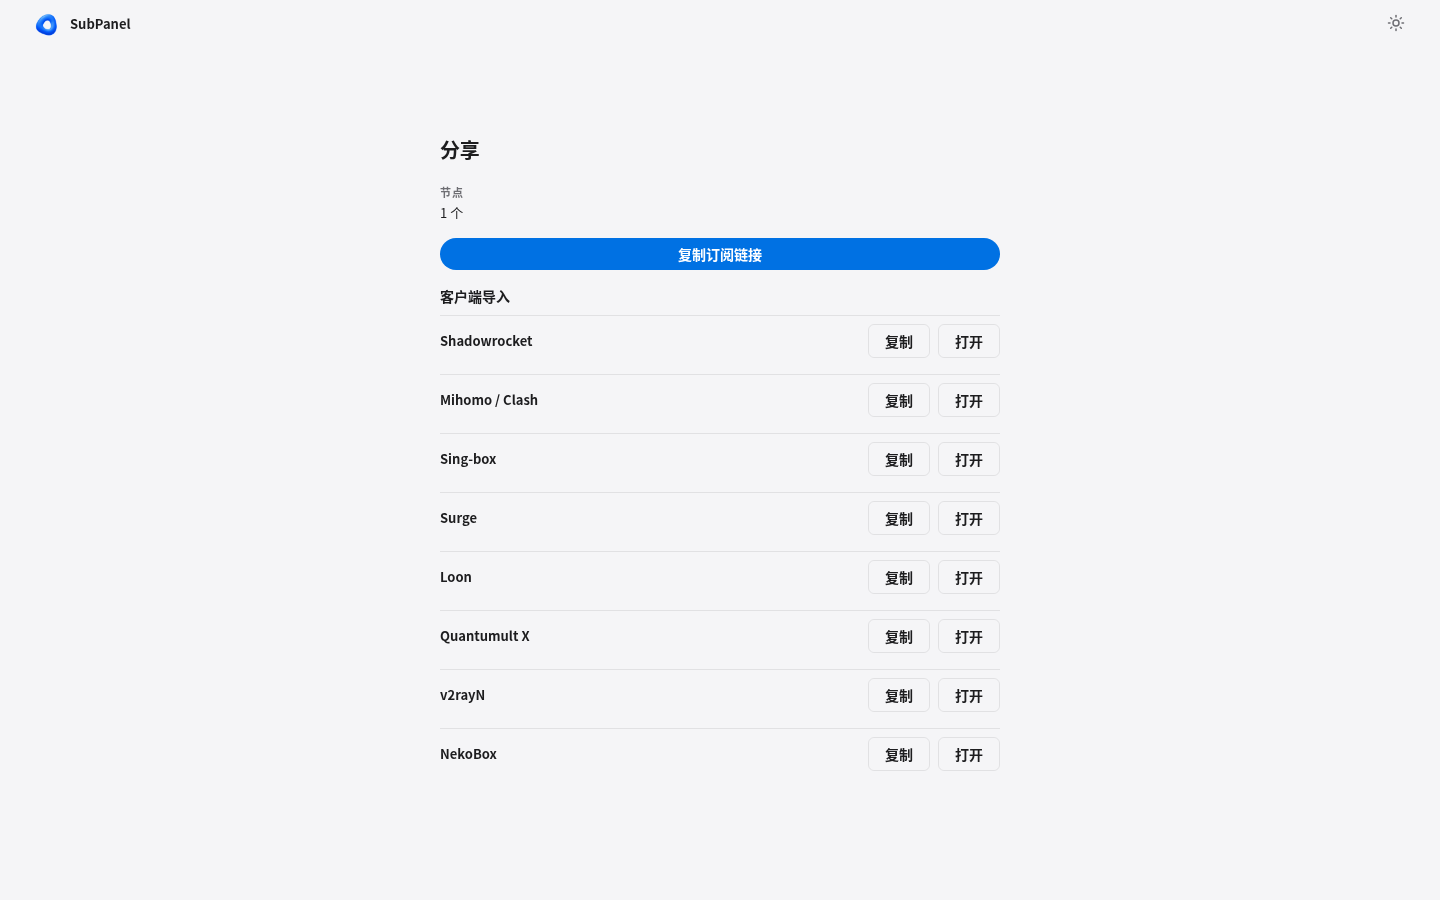 SubPanel
分享
节点
1 个
复制订阅链接
客户端导入
Shadowrocket 复制 打开
Mihomo / Clash 复制 打开
Sing-box 复制 打开
Surge 复制 打开
Loon 复制 打开
Quantumult X 复制 打开
v2rayN 复制 打开
NekoBox 复制 打开